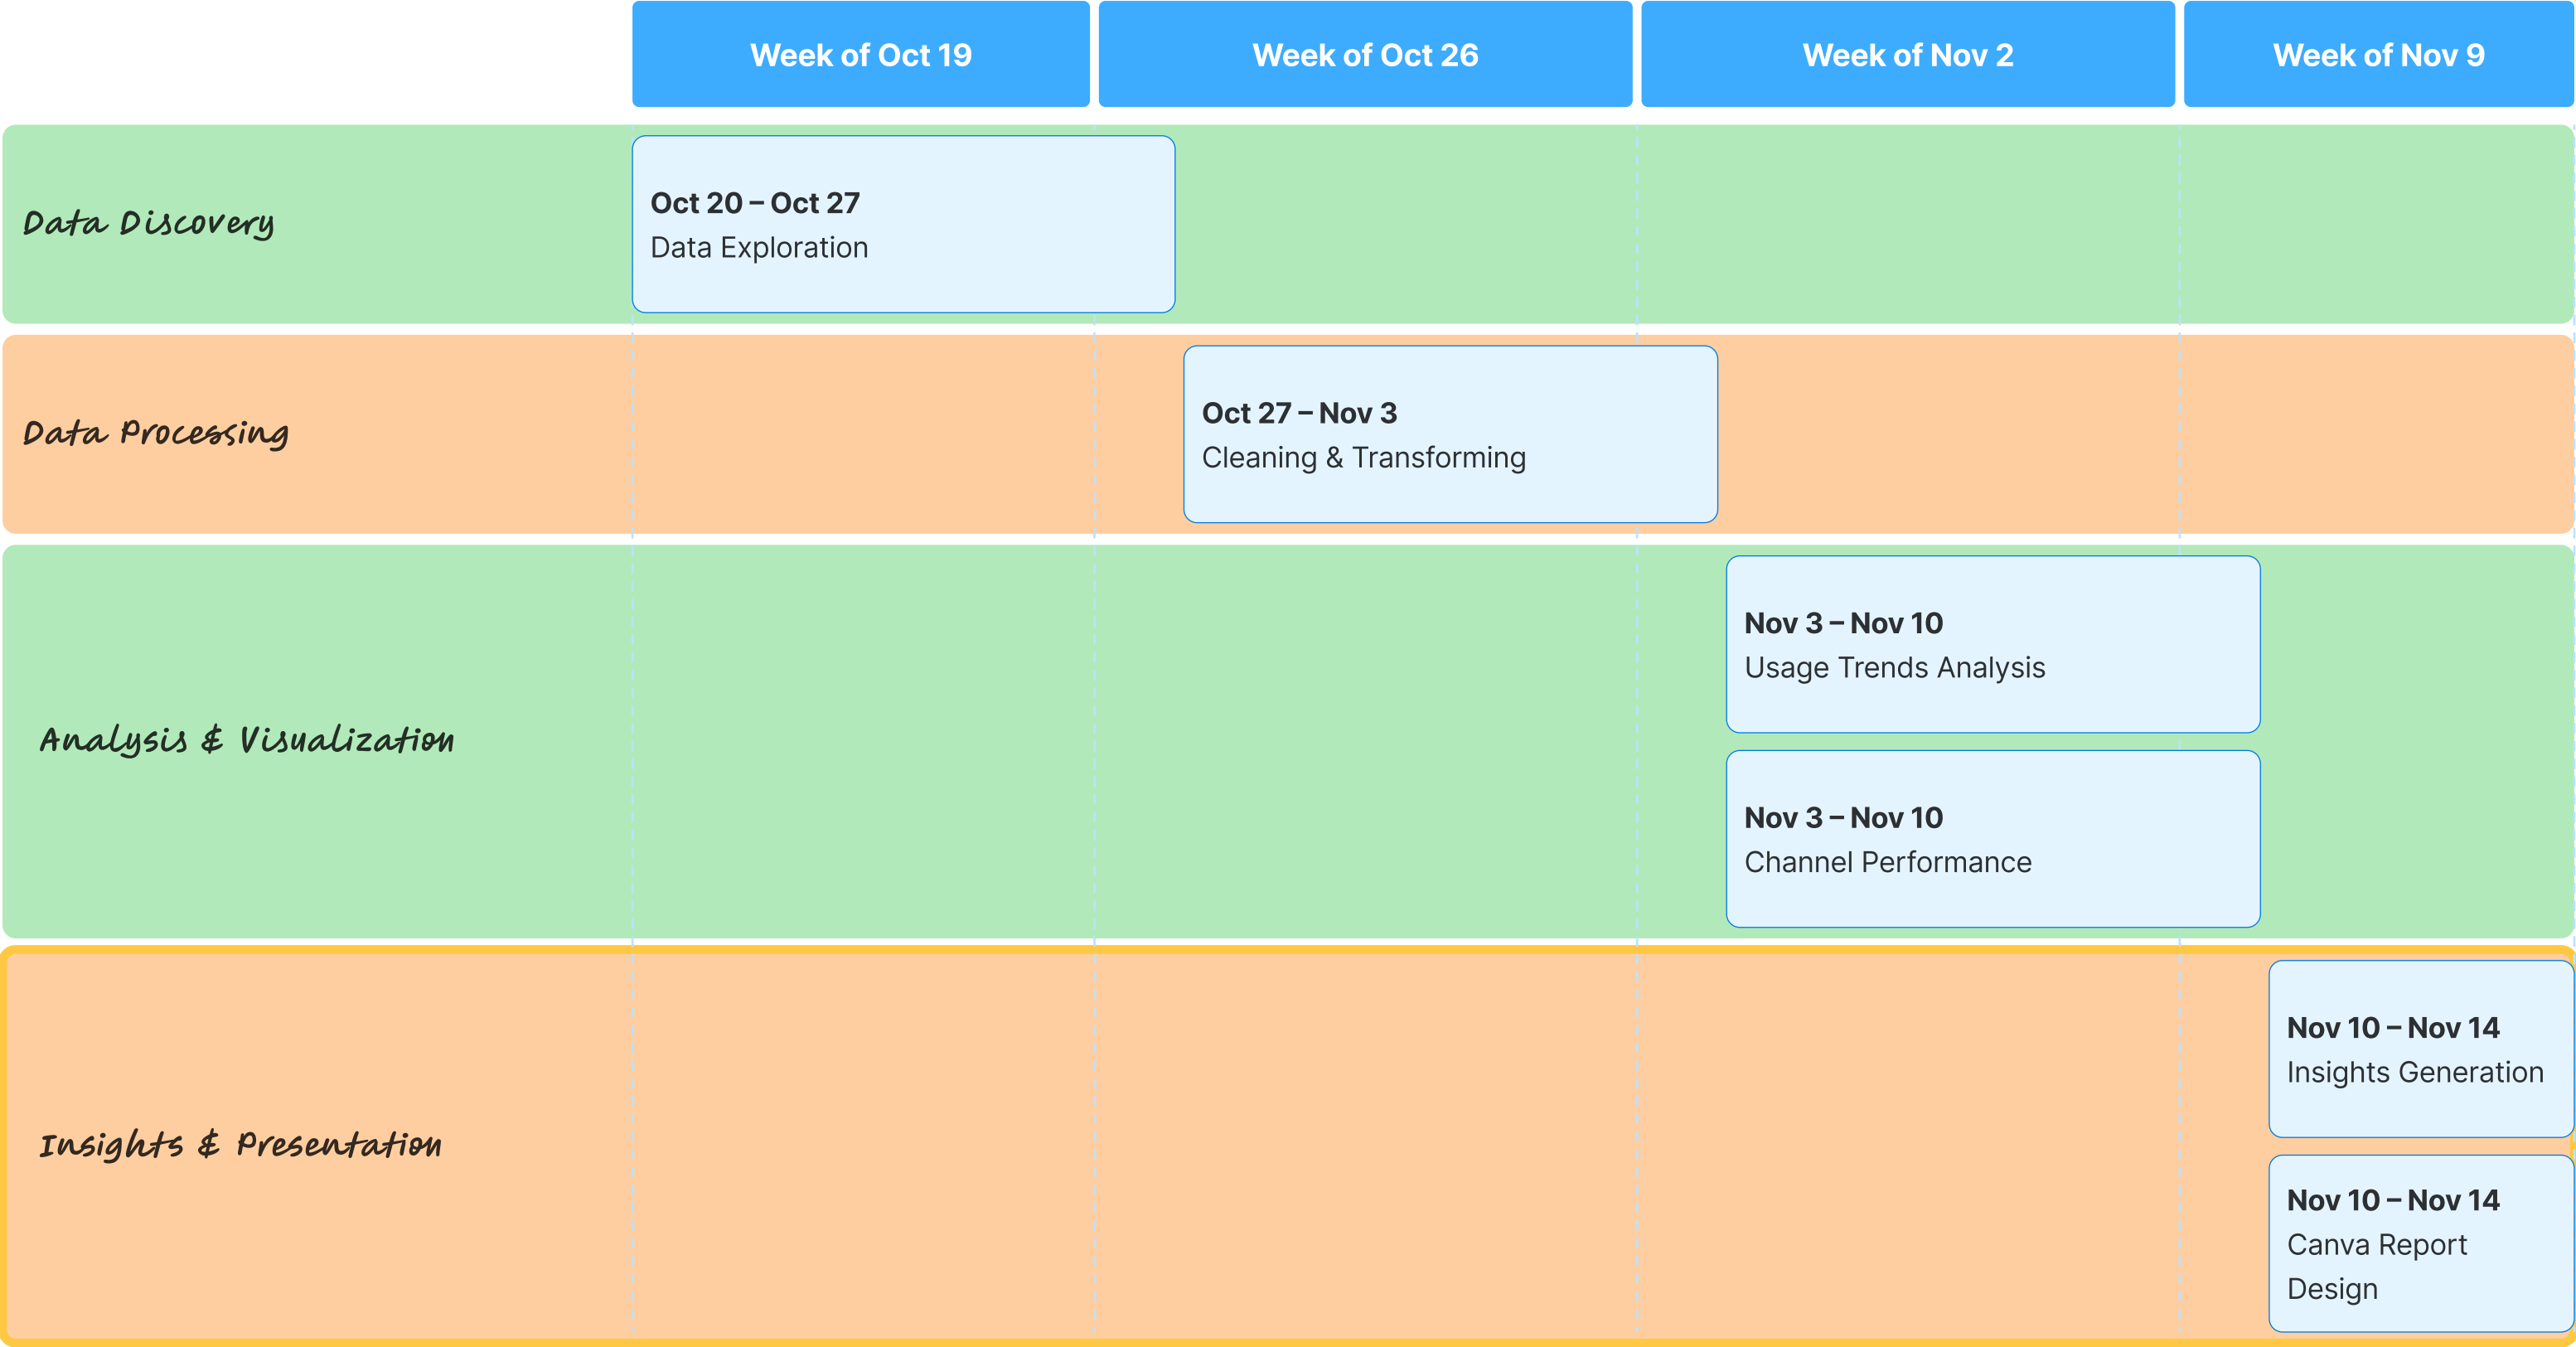 Week of Oct 19
Week of Oct 26
Week of Nov 2
Week of Nov 9
Data Discovery
Oct 20 – Oct 27
Data Exploration
Data Processing
Oct 27 – Nov 3
Cleaning & Transforming
Analysis & Visualization
Nov 3 – Nov 10
Usage Trends Analysis
Nov 3 – Nov 10
Channel Performance
Insights & Presentation
Nov 10 – Nov 14
Insights Generation
Nov 10 – Nov 14
Canva Report
Design